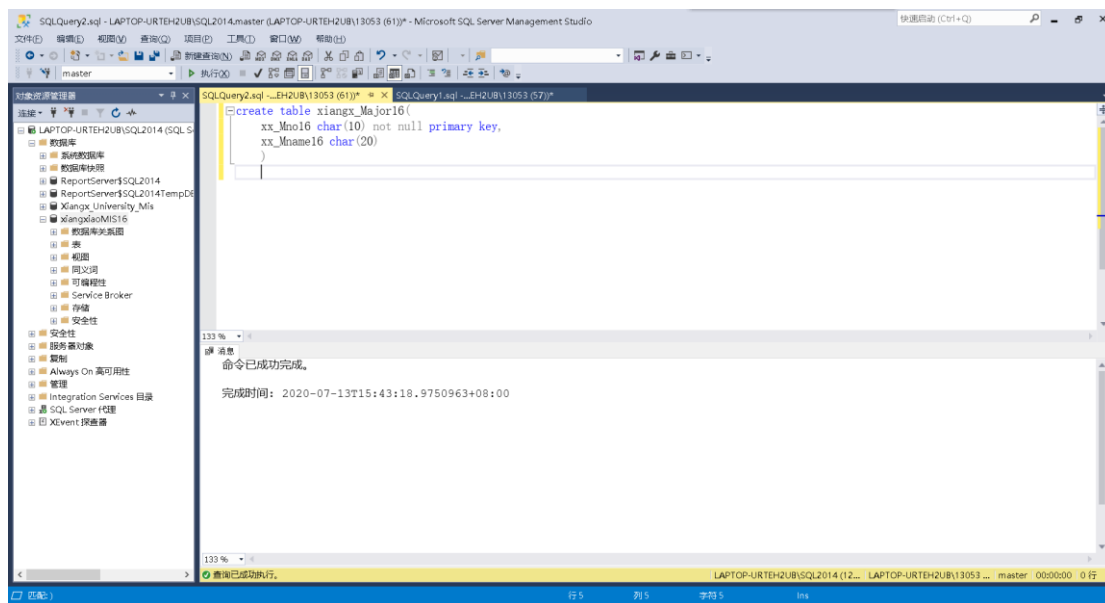 SQLQuery2.sql - LAPTOP-URTEH2UB\SQL2014.master (LAPTOP-URTEH2UB\13053 (61))* - Microsoft SQL Server Management Studio
快速启动 (Ctrl+Q)
文件(F) 编辑(E) 视图(V) 查询(Q) 项目(P) 工具(T) 窗口(W) 帮助(H)
新建查询(N)
master
执行(X)
对象资源管理器
SQLQuery2.sql -...EH2UB\13053 (61))*
SQLQuery1.sql -...EH2UB\13053 (57))*
连接
LAPTOP-URTEH2UB\SQL2014 (SQL S
数据库
系统数据库
数据库快照
ReportServer$SQL2014
ReportServer$SQL2014TempDE
Xiangx_University_Mis
xiangxiaoMIS16
数据库关系图
表
视图
同义词
可编程性
Service Broker
存储
安全性
安全性
服务器对象
复制
Always On 高可用性
管理
Integration Services 目录
SQL Server 代理
XEvent 探查器
create table xiangx_Major16(
xx_Mno16 char(10) not null primary key,
xx_Mname16 char(20)
)
133 %
消息
命令已成功完成。
完成时间: 2020-07-13T15:43:18.9750963+08:00
133 %
查询已成功执行。
LAPTOP-URTEH2UB\SQL2014 (12... LAPTOP-URTEH2UB\13053 ... master 00:00:00 0 行
行 5 列 5 字符 5 Ins